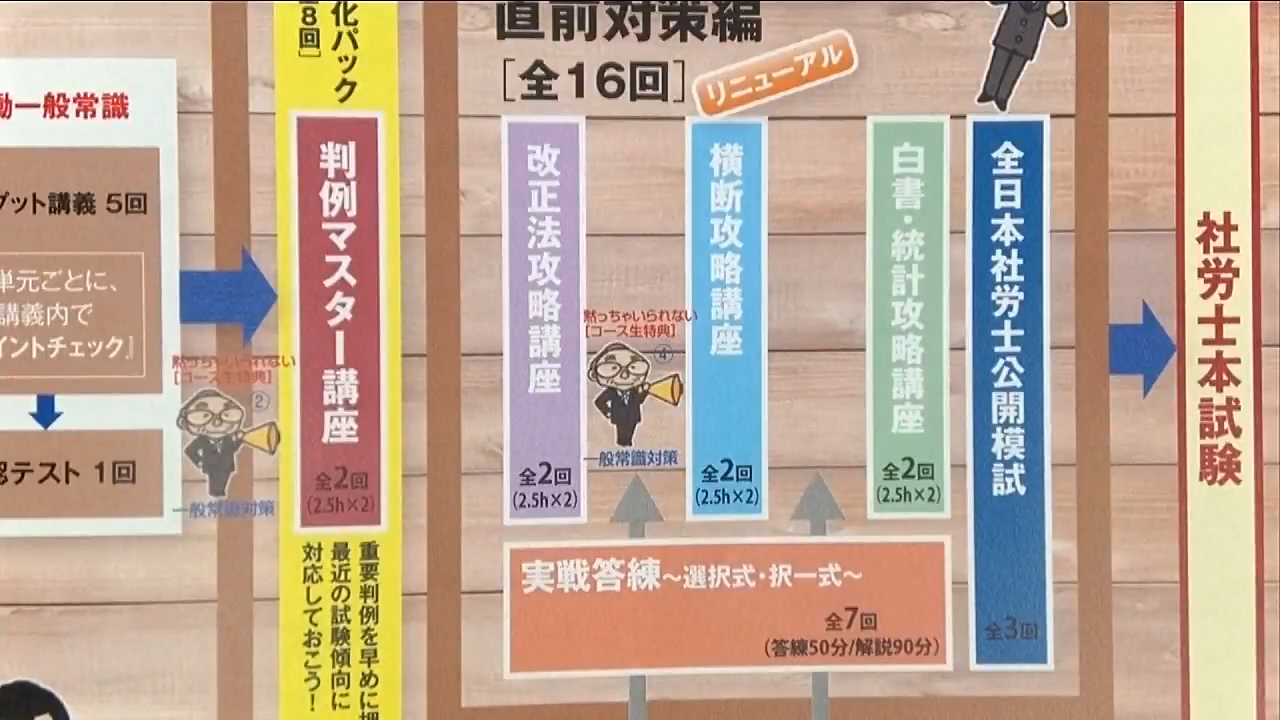 動一般常識
ット講義 5回
単元ごとに、
講義内で
イントチェック』
テスト 1回
黙っちゃいられない
［コース生特典］
②
一般常識対策
化パック
8回］
判例マスター講座
全2回
(2.5h×2)
重要判例を早めに
最近の試験傾向に
対応しておこう！
直前対策編
［全16回］
リニューアル
改正法攻略講座
全2回
(2.5h×2)
黙っちゃいられない
［コース生特典］
④
一般常識対策
横断攻略講座
全2回
(2.5h×2)
白書・統計攻略講座
全2回
(2.5h×2)
全日本社労士公開模試
全3回
実戦答練～選択式・択一式～
全7回
（答練50分/解説90分）
社労士本試験